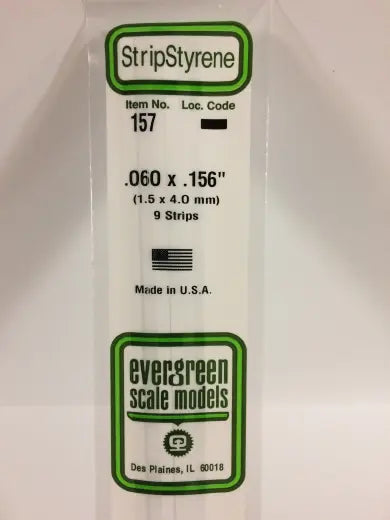 StripStyrene
Item No. Loc. Code
157
.060 x .156"
(1.5 x 4.0 mm)
9 Strips
Made in U.S.A.
evergreen
scale models
Des Plaines, IL 60018